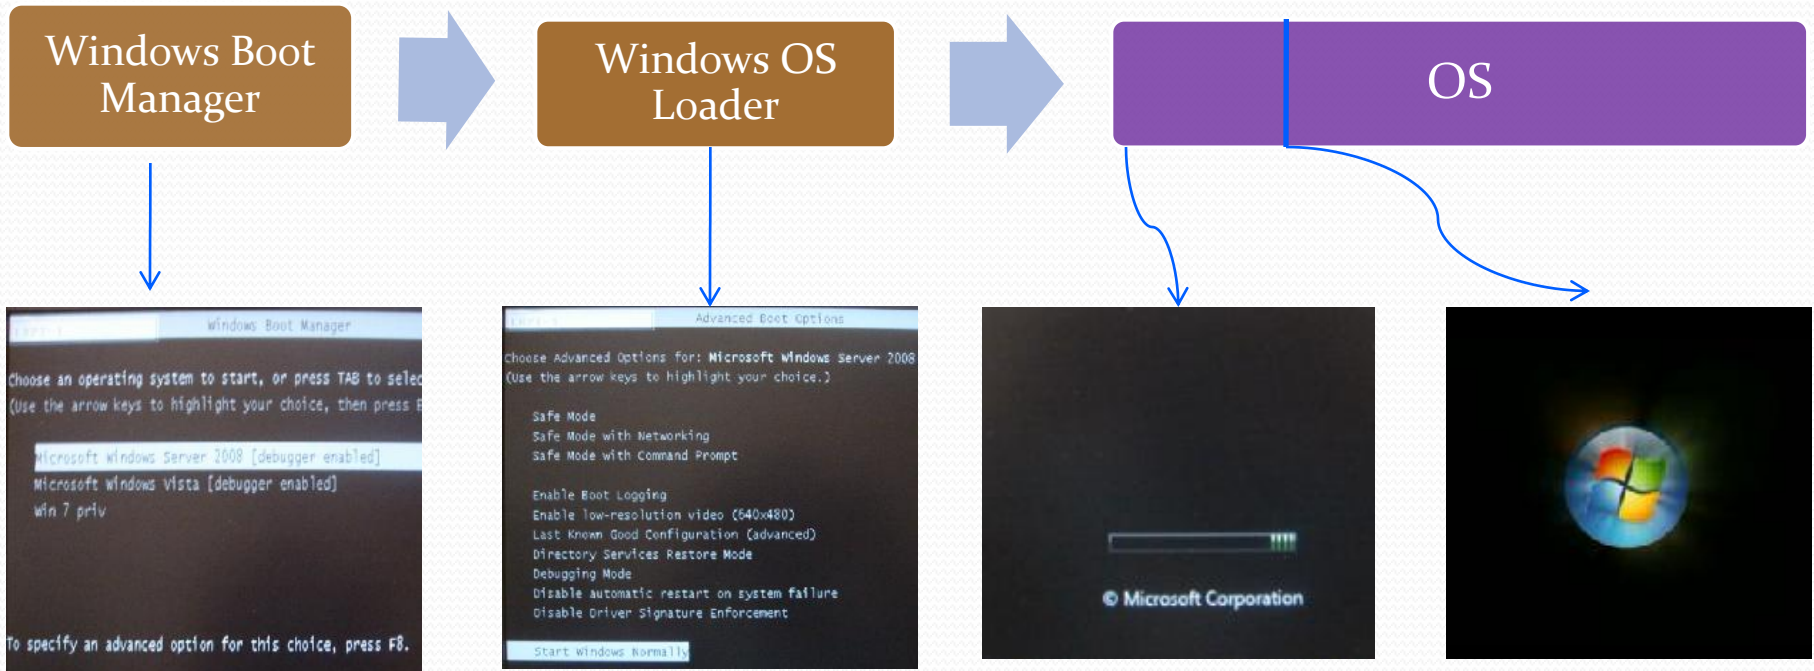 Windows Boot
Manager
Windows OS
Loader
OS
Windows Boot Manager
Choose an operating system to start, or press TAB to selec
(Use the arrow keys to highlight your choice, then press E
Microsoft Windows Server 2008 [debugger enabled]
Microsoft Windows Vista [debugger enabled]
Win 7 priv
To specify an advanced option for this choice, press F8.
Advanced Boot Options
Choose Advanced Options for: Microsoft Windows Server 2008
(Use the arrow keys to highlight your choice.)
Safe Mode
Safe Mode with Networking
Safe Mode with Command Prompt
Enable Boot Logging
Enable low-resolution video (640x480)
Last Known Good Configuration (advanced)
Directory Services Restore Mode
Debugging Mode
Disable automatic restart on system failure
Disable Driver Signature Enforcement
Start Windows Normally
© Microsoft Corporation